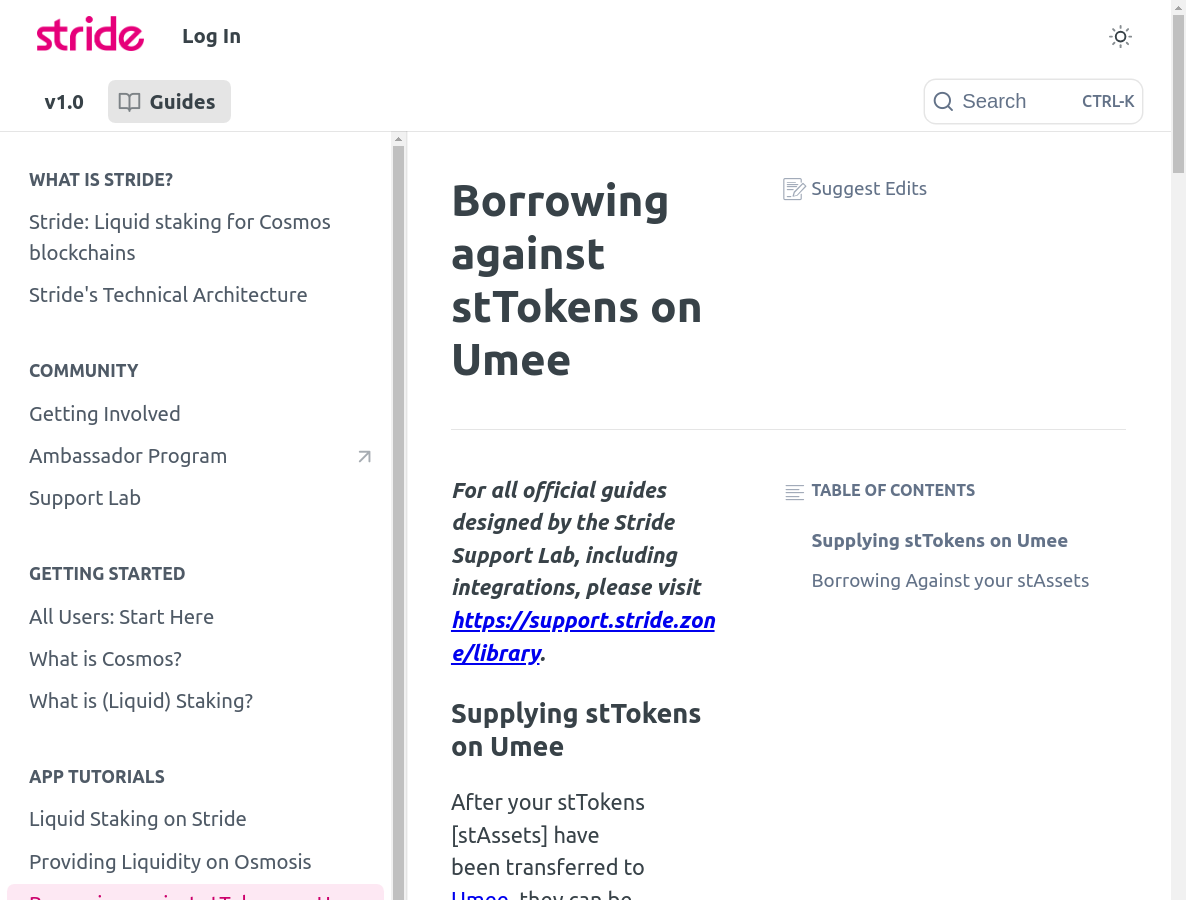 stride
Log In
v1.0
Guides
Search
CTRL-K
WHAT IS STRIDE?
Stride: Liquid staking for Cosmos
blockchains
Stride's Technical Architecture
COMMUNITY
Getting Involved
Ambassador Program
Support Lab
GETTING STARTED
All Users: Start Here
What is Cosmos?
What is (Liquid) Staking?
APP TUTORIALS
Liquid Staking on Stride
Providing Liquidity on Osmosis
Borrowing
against
stTokens on
Umee
Suggest Edits
For all official guides
designed by the Stride
Support Lab, including
integrations, please visit
https://support.stride.zon
e/library.
Supplying stTokens
on Umee
After your stTokens
[stAssets] have
been transferred to
Umee, they can be
TABLE OF CONTENTS
Supplying stTokens on Umee
Borrowing Against your stAssets